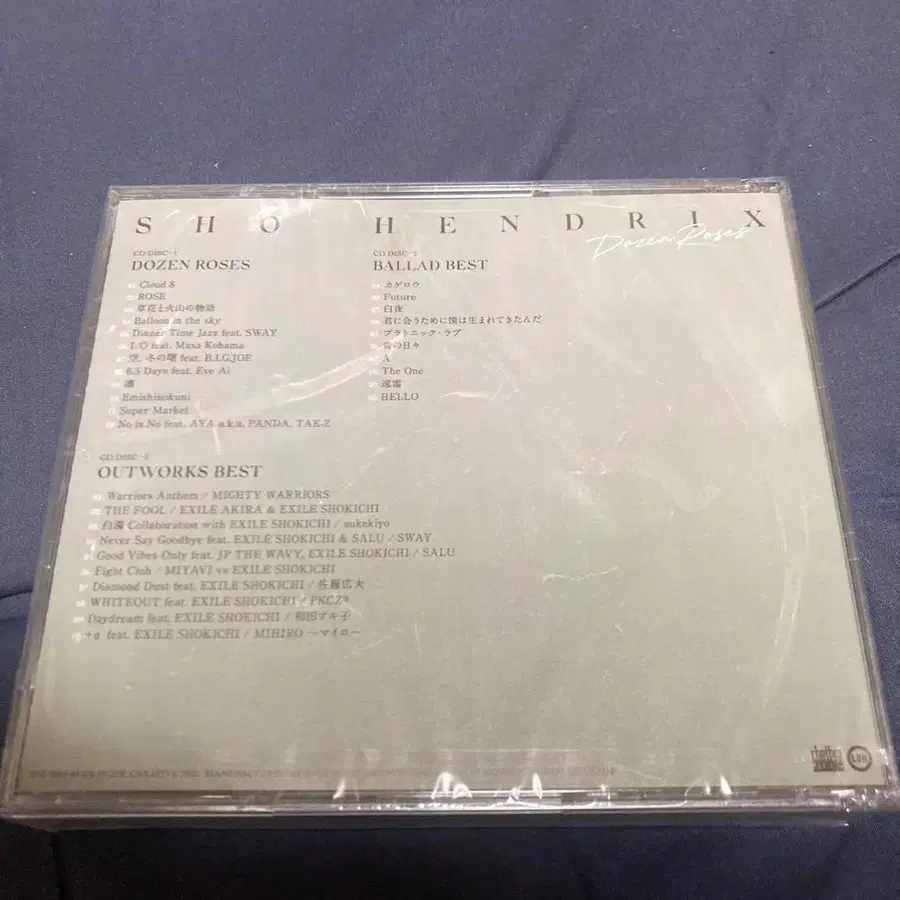 SHO HENDRIX
Dozen Roses
CD DISC-1
DOZEN ROSES
Cloud 8
ROSE
草花と火山の物語
Balloon in the sky
Dinner Time Jazz feat. SWAY
I/O feat. Masa Kohama
空、冬の曙 feat. B.I.G.JOE
6.5 Days feat. Eve Ai
凛
Emishinokuni
Super Market
No is No feat. AYA a.k.a. PANDA, TAK-Z
CD DISC-2
BALLAD BEST
カゲロウ
Future
白夜
君に会うために僕は生まれてきたんだ
プラトニック・ラブ
青の日々
A
The One
遠雷
HELLO
CD DISC-3
OUTWORKS BEST
Warriors Anthem / MIGHTY WARRIORS
THE FOOL / EXILE AKIRA & EXILE SHOKICHI
白濁 Collaboration with EXILE SHOKICHI / sukekiyo
Never Say Goodbye feat. EXILE SHOKICHI & SALU / SWAY
Good Vibes Only feat. JP THE WAVY, EXILE SHOKICHI / SALU
Fight Club / MIYAVI vs EXILE SHOKICHI
Diamond Dust feat. EXILE SHOKICHI / 佐藤広大
WHITEOUT feat. EXILE SHOKICHI / PKCZ®
Daydream feat. EXILE SHOKICHI / 和田アキ子
+α feat. EXILE SHOKICHI / MIHIRO ～マイロ～
rhythm
LDH